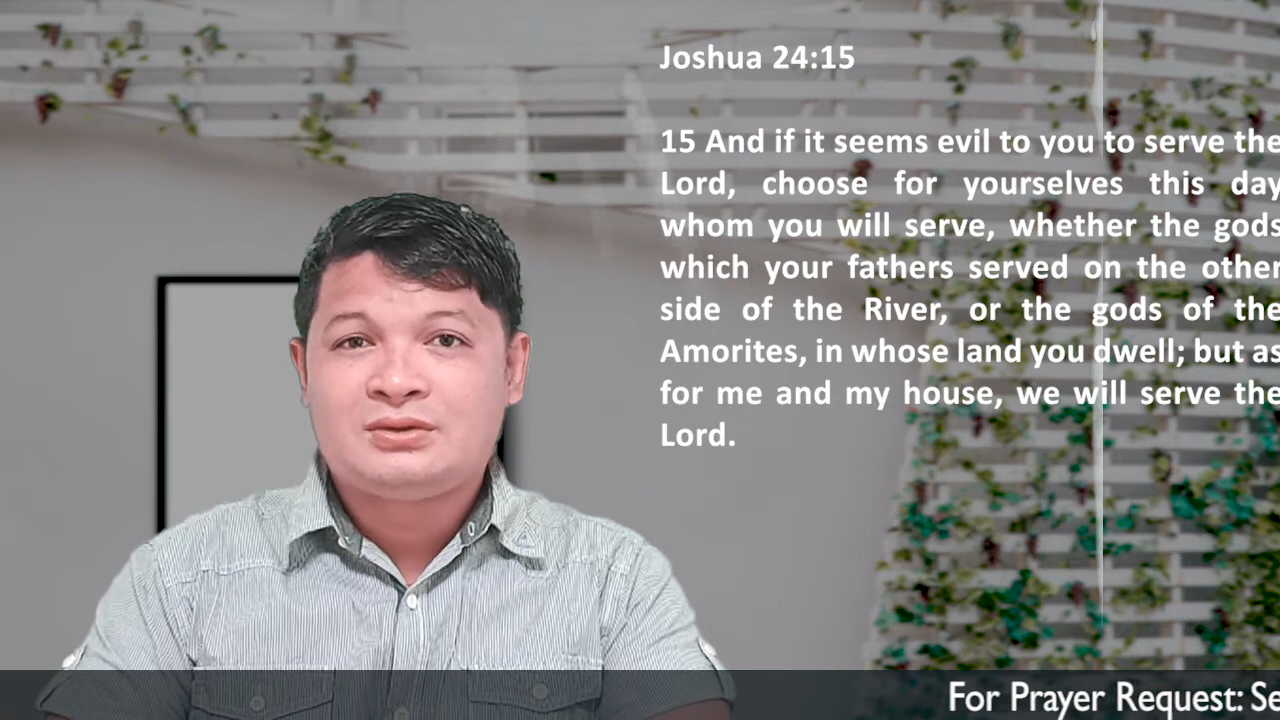 Joshua 24:15
15 And if it seems evil to you to serve the
Lord, choose for yourselves this day
whom you will serve, whether the gods
which your fathers served on the other
side of the River, or the gods of the
Amorites, in whose land you dwell; but as
for me and my house, we will serve the
Lord.
For Prayer Request: Se